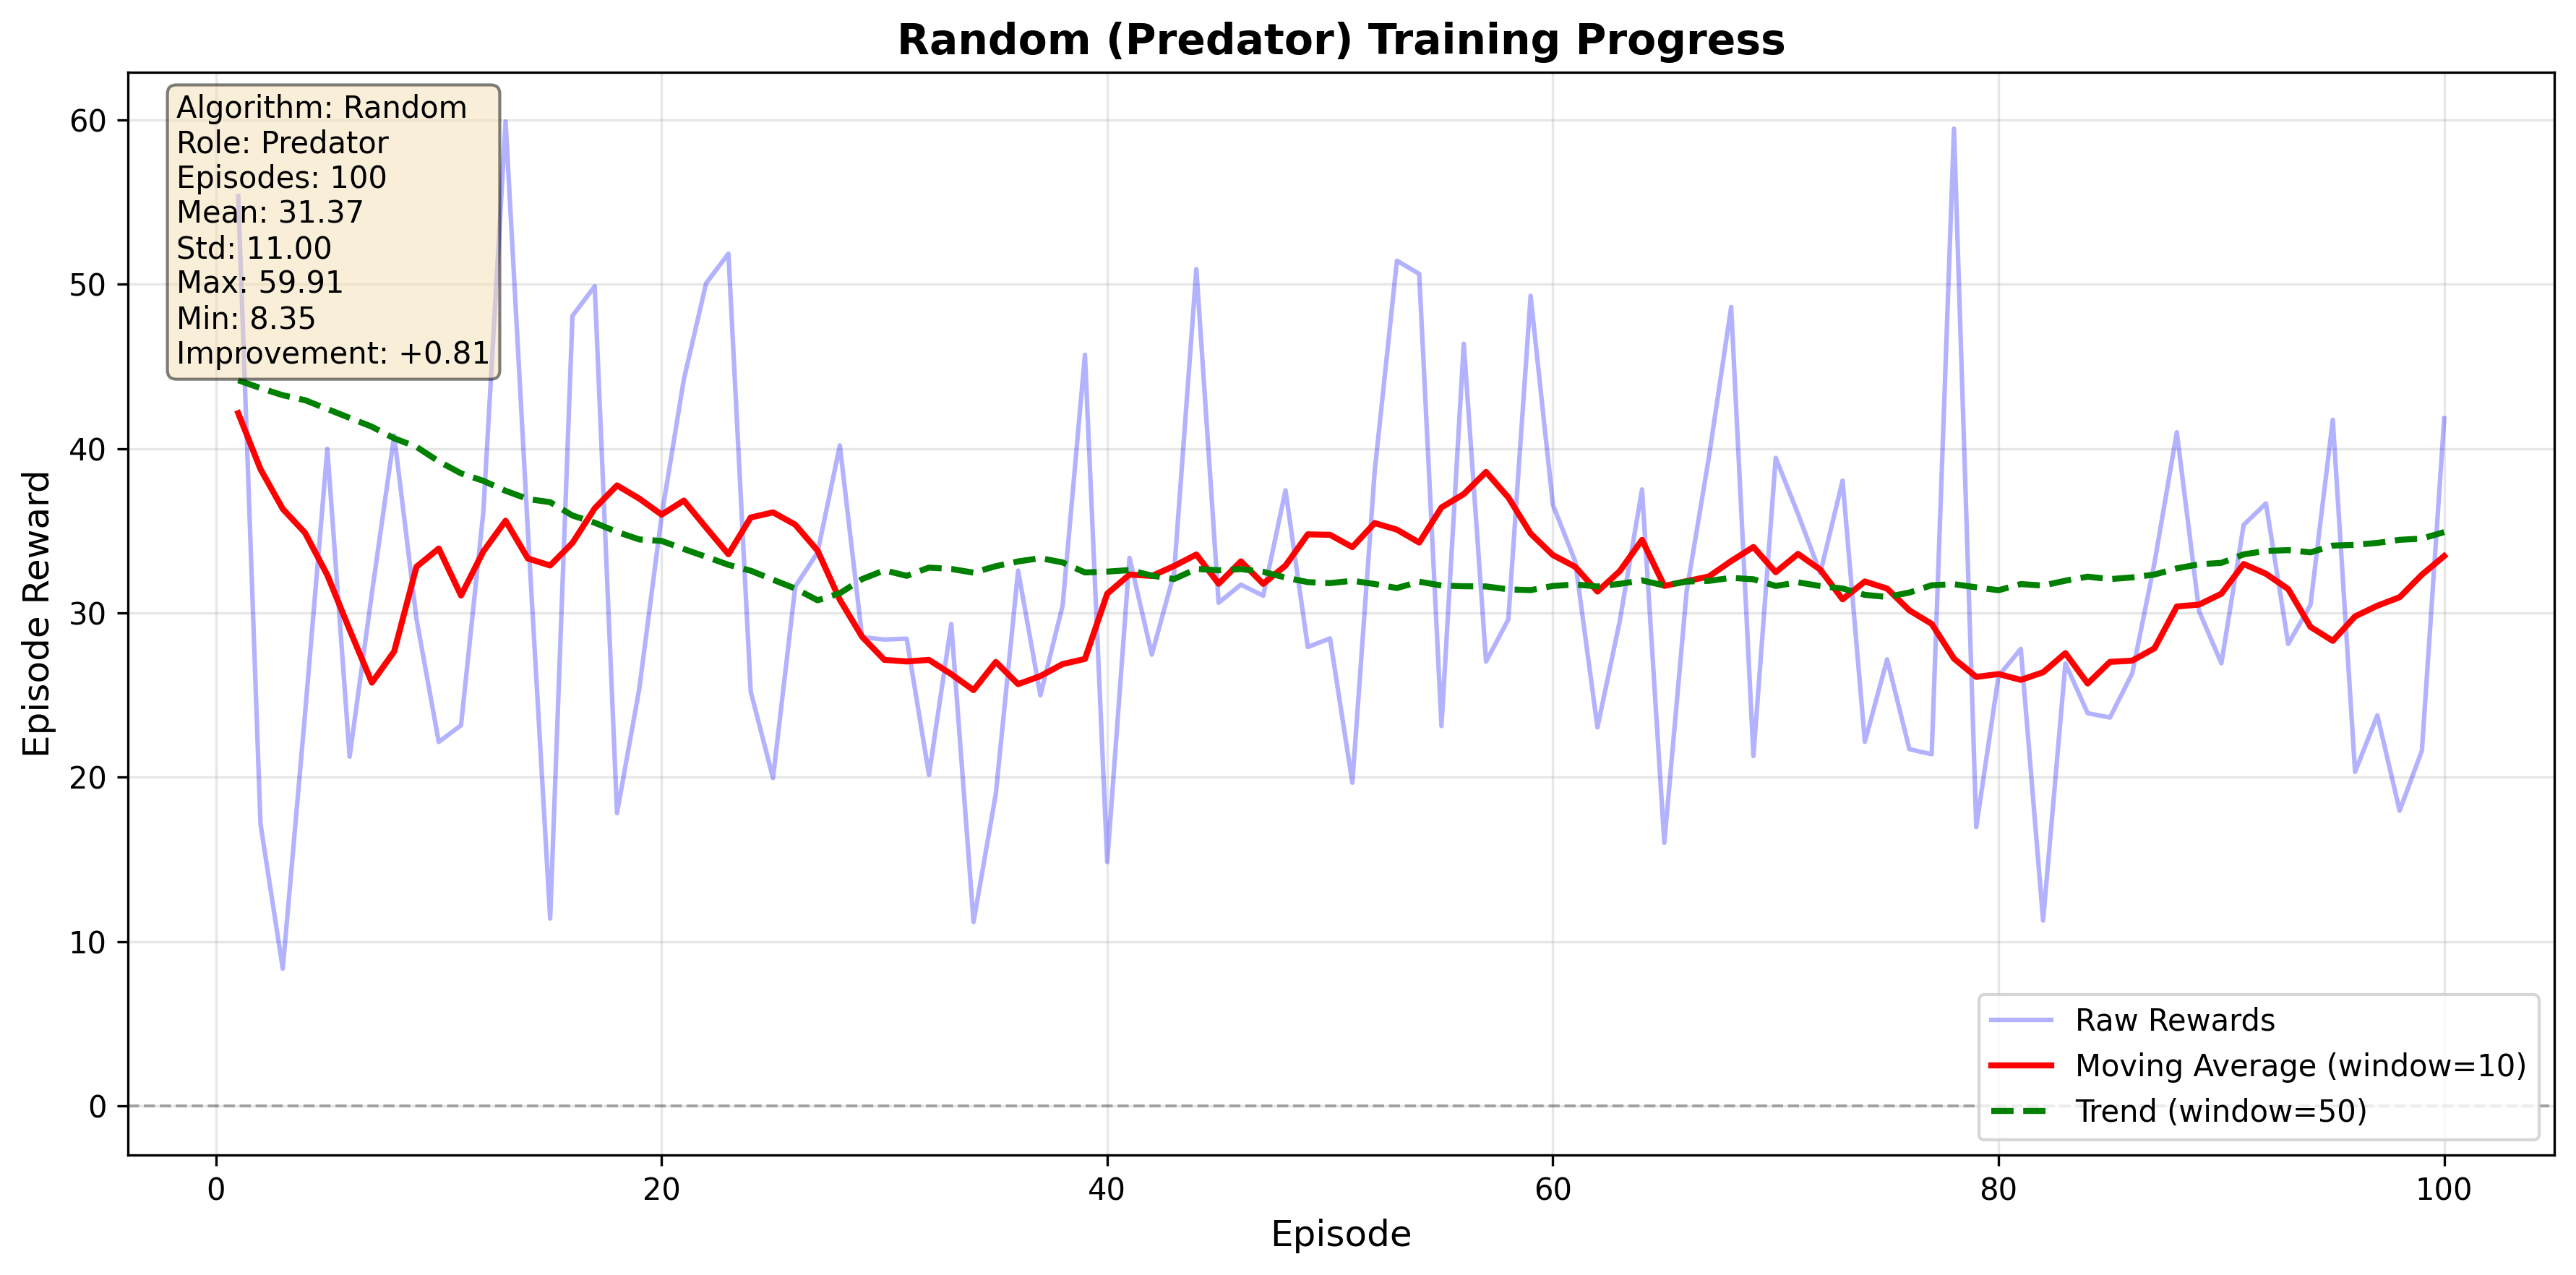 Random (Predator) Training Progress
Algorithm: Random
Role: Predator
Episodes: 100
Mean: 31.37
Std: 11.00
Max: 59.91
Min: 8.35
Improvement: +0.81
Episode Reward
60
50
40
30
20
10
0
Raw Rewards
Moving Average (window=10)
Trend (window=50)
0
20
40
60
80
100
Episode